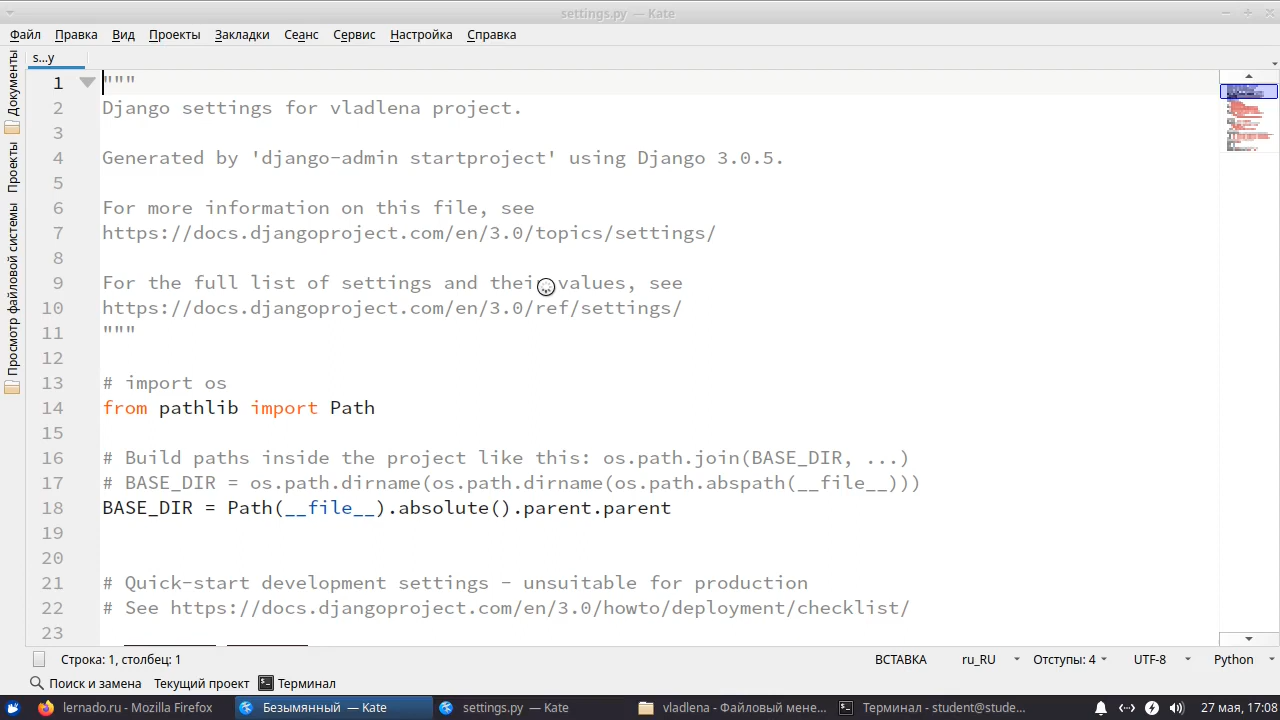 settings.py — Kate
Файл Правка Вид Проекты Закладки Сеанс Сервис Настройка Справка
s...y
Документы
Проекты
Просмотр файловой системы
1 """
2 Django settings for vladlena project.
3
4 Generated by 'django-admin startproject' using Django 3.0.5.
5
6 For more information on this file, see
7 https://docs.djangoproject.com/en/3.0/topics/settings/
8
9 For the full list of settings and their values, see
10 https://docs.djangoproject.com/en/3.0/ref/settings/
11 """
12
13 # import os
14 from pathlib import Path
15
16 # Build paths inside the project like this: os.path.join(BASE_DIR, ...)
17 # BASE_DIR = os.path.dirname(os.path.dirname(os.path.abspath(__file__)))
18 BASE_DIR = Path(__file__).absolute().parent.parent
19
20
21 # Quick-start development settings - unsuitable for production
22 # See https://docs.djangoproject.com/en/3.0/howto/deployment/checklist/
23
Строка: 1, столбец: 1 ВСТАВКА ru_RU Отступы: 4 UTF-8 Python
Поиск и замена Текущий проект Терминал
lernado.ru - Mozilla Firefox Безымянный — Kate settings.py — Kate vladlena - Файловый мене... Терминал - student@stude... 27 мая, 17:08